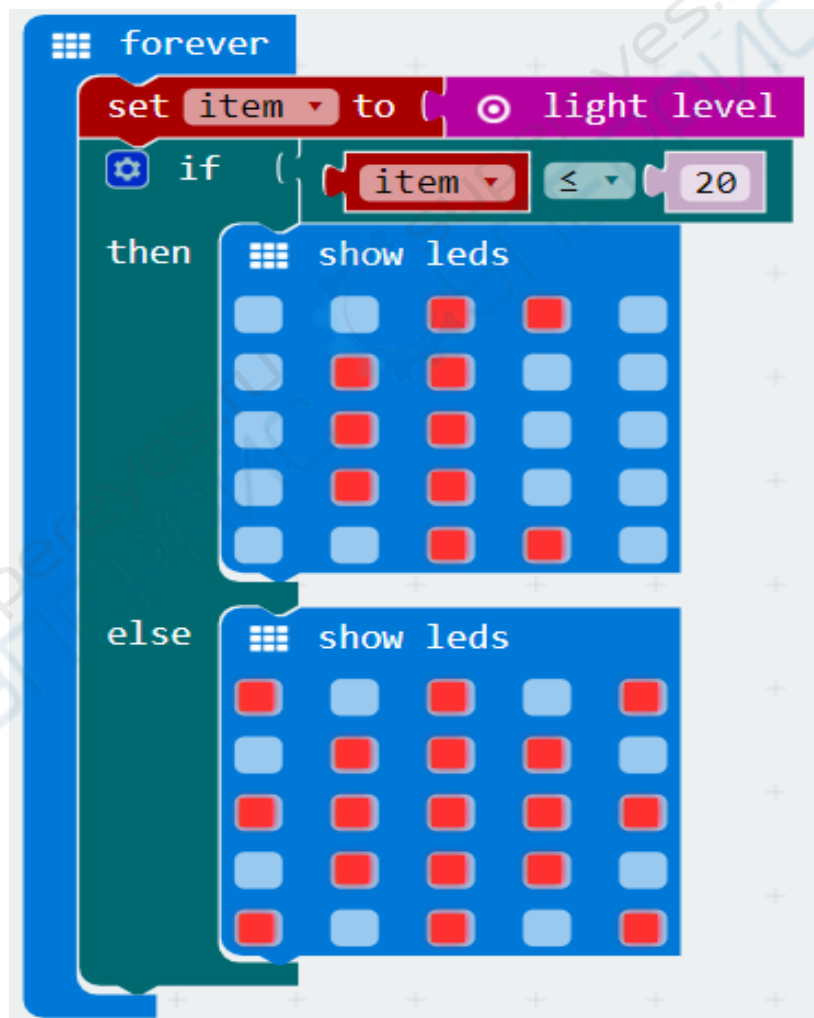 forever
set item to light level
if item ≤ 20
then show leds
else show leds